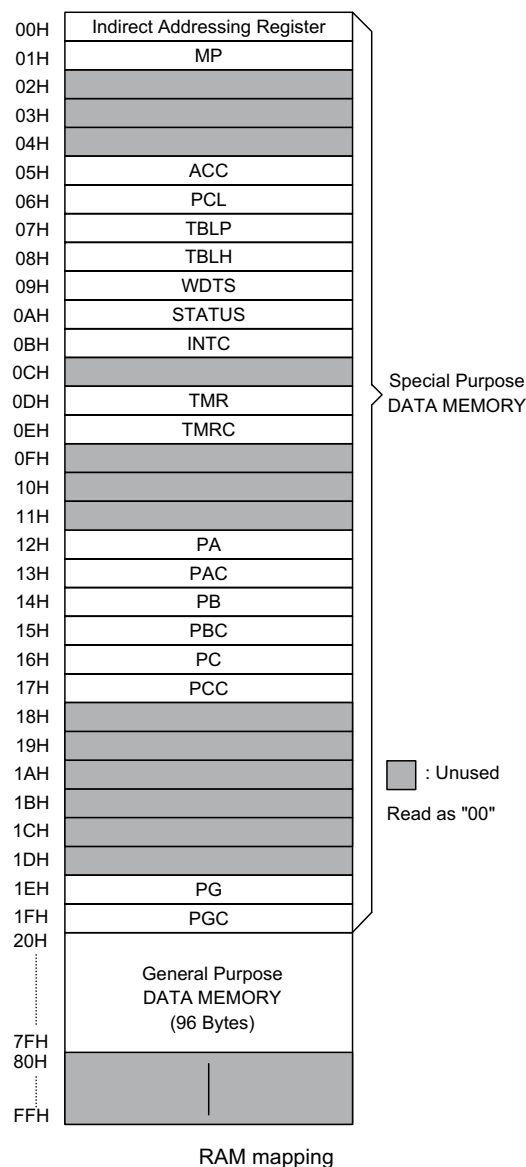 00H Indirect Addressing Register
01H MP
02H
03H
04H
05H ACC
06H PCL
07H TBLP
08H TBLH
09H WDTS
0AH STATUS
0BH INTC
0CH
0DH TMR
0EH TMRC
0FH
10H
11H
12H PA
13H PAC
14H PB
15H PBC
16H PC
17H PCC
18H
19H
1AH
1BH
1CH
1DH
1EH PG
1FH PGC
20H
General Purpose
DATA MEMORY
(96 Bytes)
7FH
80H
FFH
Special Purpose
DATA MEMORY
: Unused
Read as "00"
RAM mapping